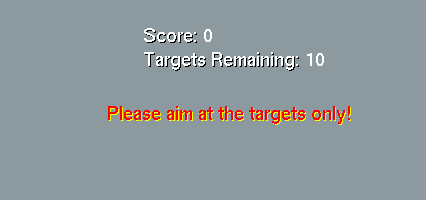 Score: 0
Targets Remaining: 10
Please aim at the targets only!